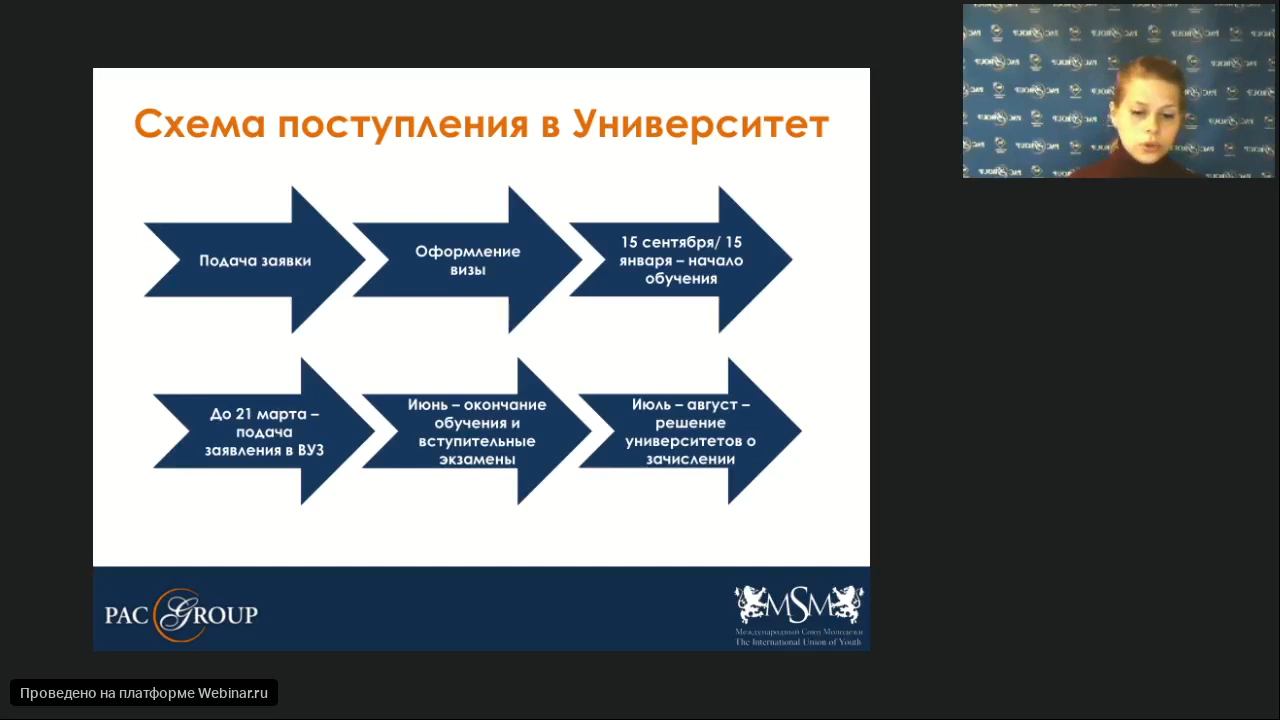 Схема поступления в Университет
Подача заявки
Оформление
визы
15 сентября/ 15
января – начало
обучения
До 21 марта –
подача
заявления в ВУЗ
Июнь – окончание
обучения и
вступительные
экзамены
Июль – август –
решение
университетов о
зачислении
PAC GROUP
MSM
Международный Союз Молодежи
The International Union of Youth
Проведено на платформе Webinar.ru